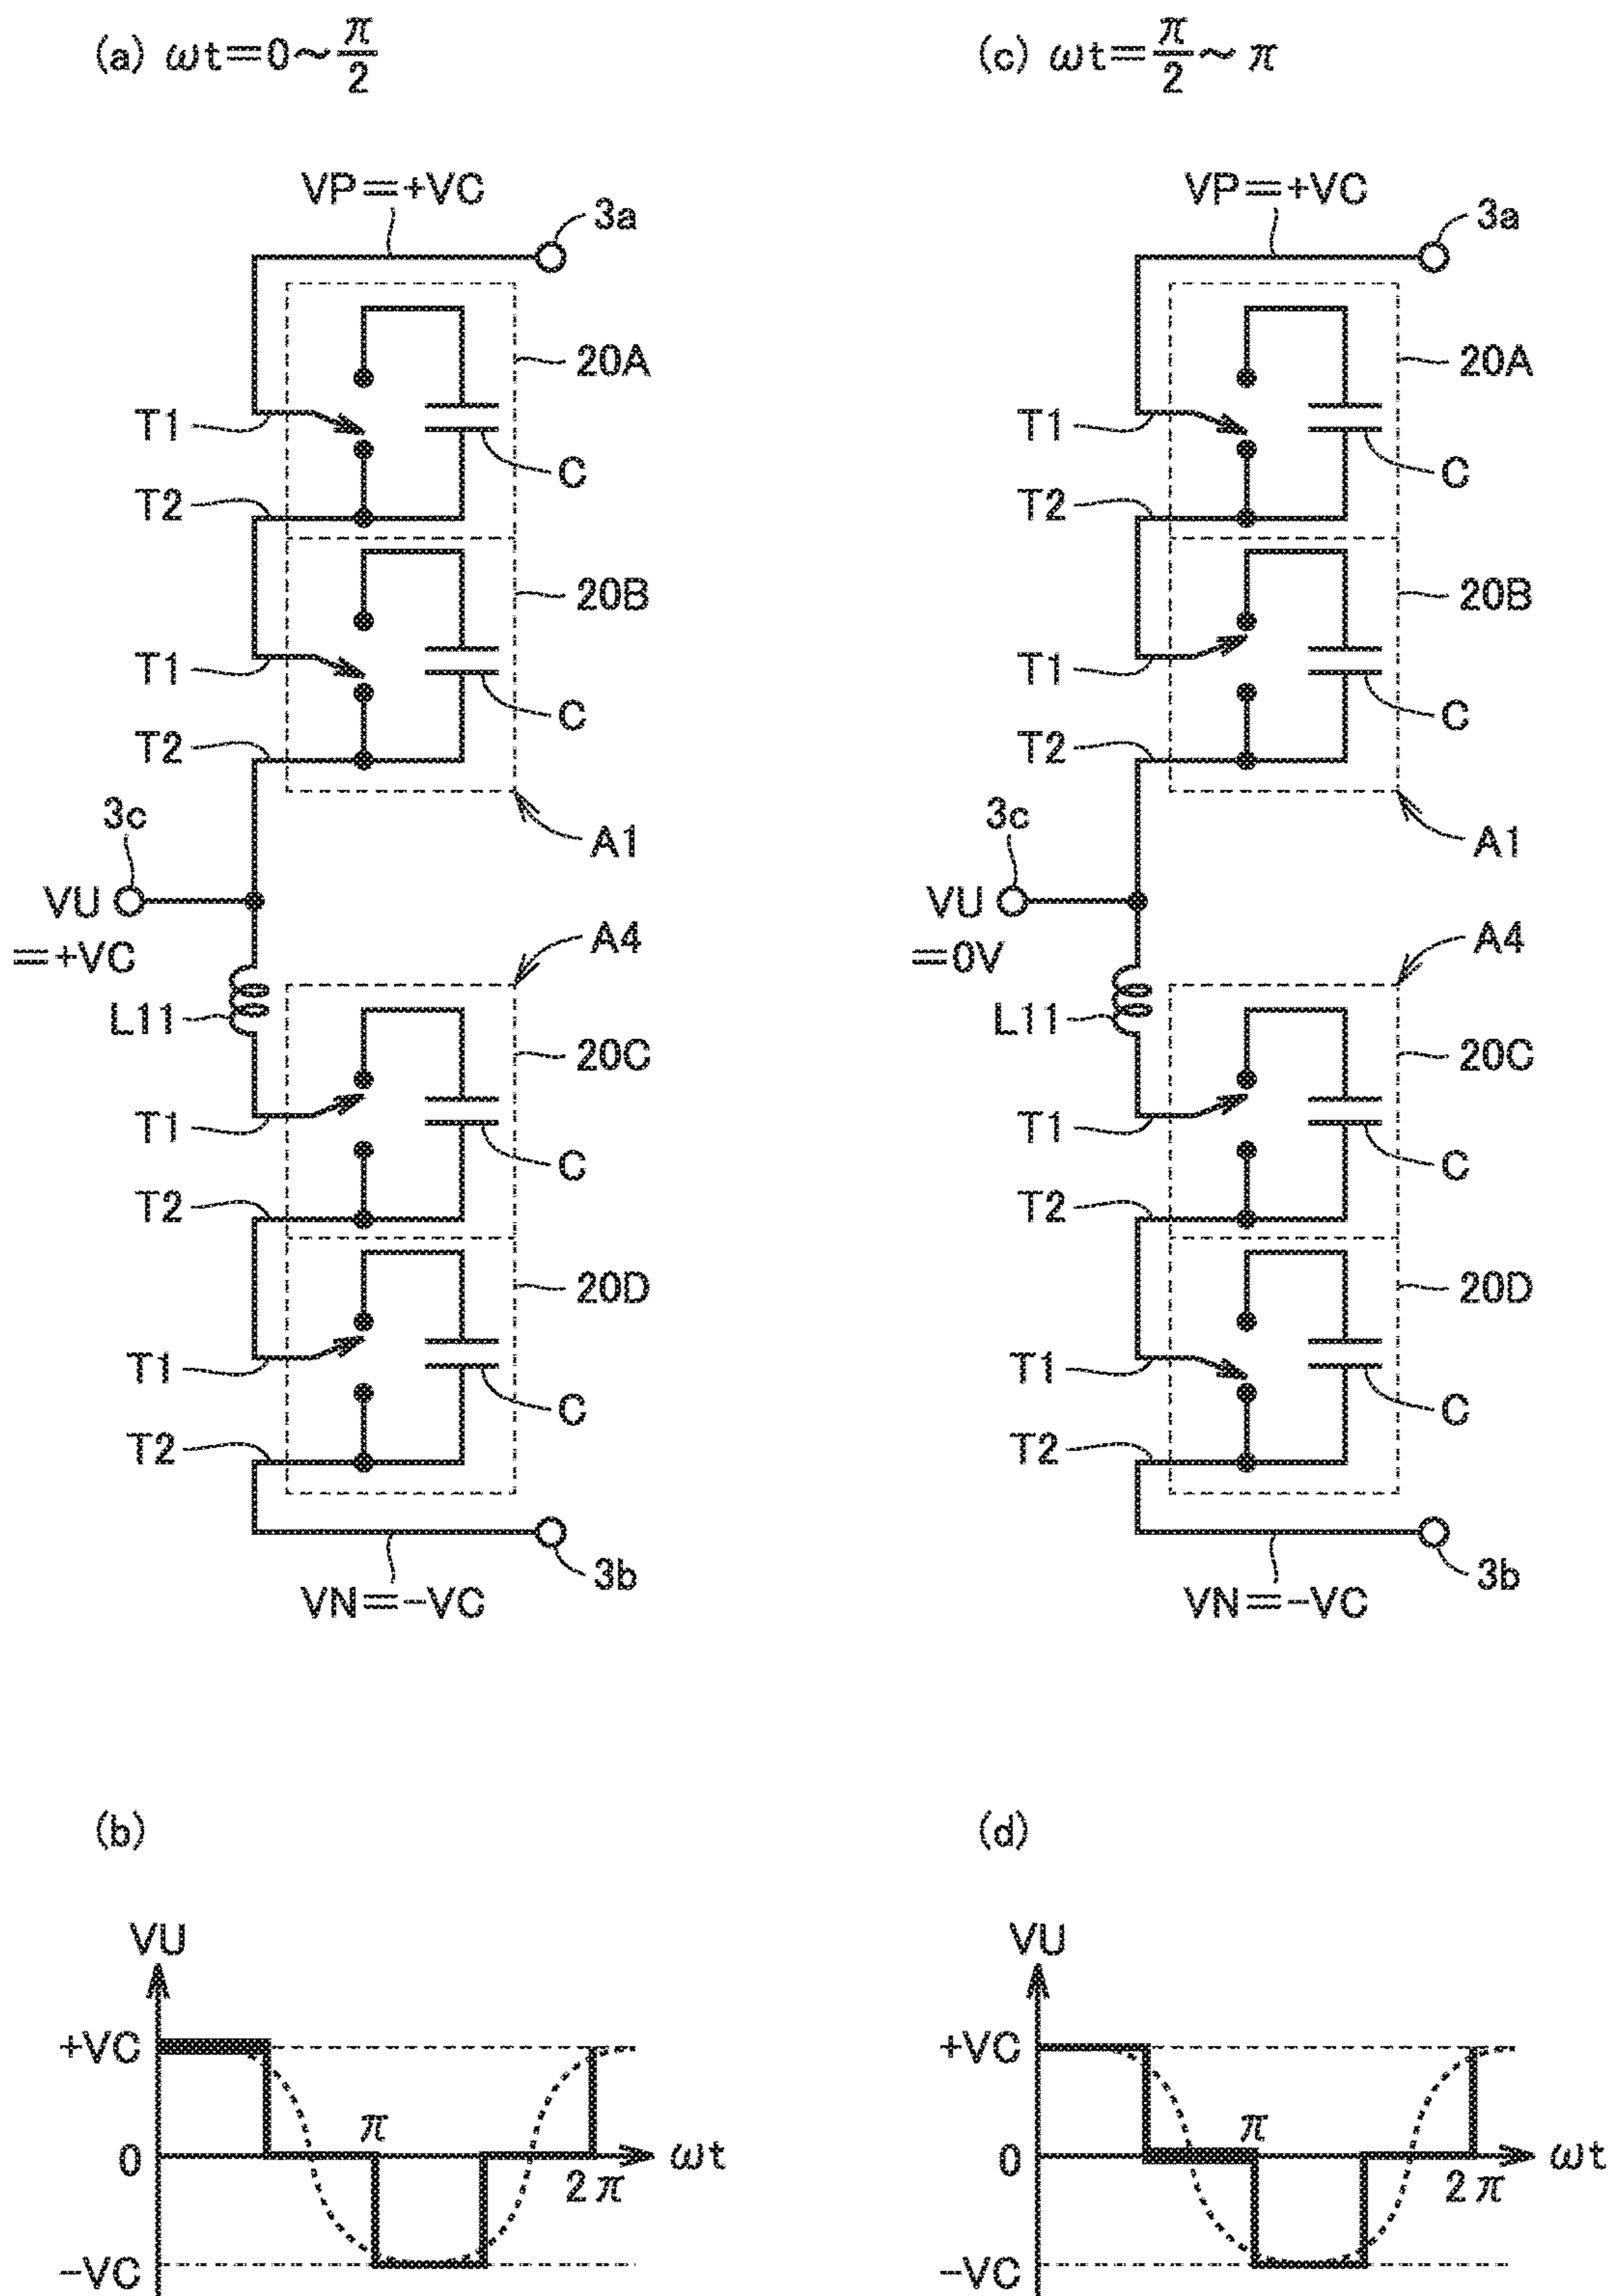 (a) ωt=0~π/2
VP=+VC
3a
20A
T1
C
T2
20B
T1
C
T2
3c
A1
VU
=+VC
A4
L11
20C
T1
C
T2
20D
T1
C
T2
3b
VN=-VC
(c) ωt=π/2~π
VP=+VC
3a
20A
T1
C
T2
20B
T1
C
T2
3c
A1
VU
=0V
A4
L11
20C
T1
C
T2
20D
T1
C
T2
3b
VN=-VC
(b)
VU
+VC
π
0
ωt
2π
-VC
(d)
VU
+VC
π
0
ωt
2π
-VC